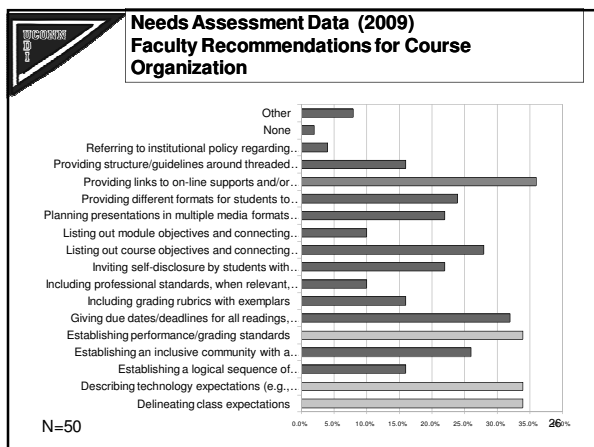 UCONN
U
D
I
Needs Assessment Data (2009)
Faculty Recommendations for Course
Organization
Other
None
Referring to institutional policy regarding..
Providing structure/guidelines around threaded..
Providing links to on-line supports and/or..
Providing different formats for students to..
Planning presentations in multiple media formats..
Listing out module objectives and connecting..
Listing out course objectives and connecting..
Inviting self-disclosure by students with..
Including professional standards, when relevant,..
Including grading rubrics with exemplars
Giving due dates/deadlines for all readings,..
Establishing performance/grading standards
Establishing an inclusive community with a..
Establishing a logical sequence of..
Describing technology expectations (e.g.,..
Delineating class expectations
N=50
0.0% 5.0% 10.0% 15.0% 20.0% 25.0% 30.0% 35.0% 40.0%
26